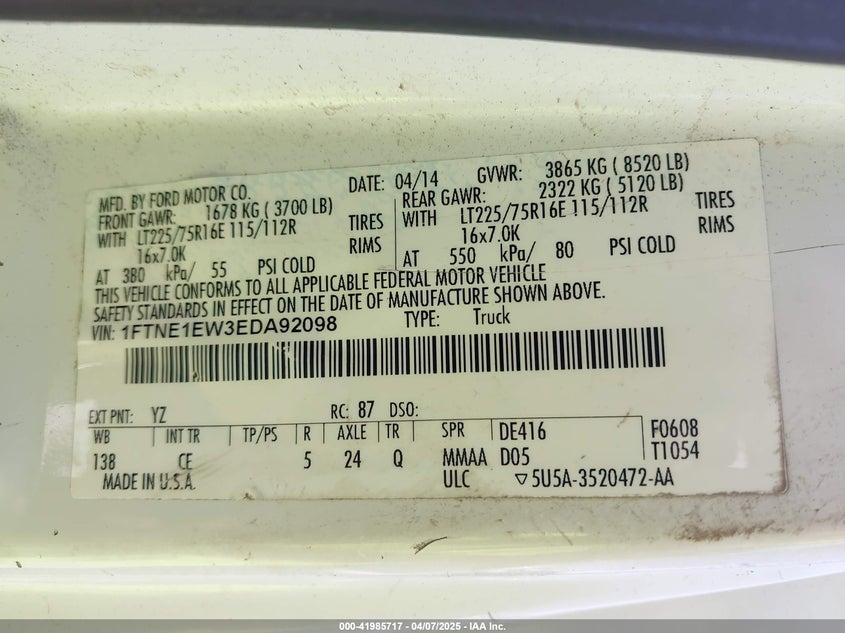 MFD. BY FORD MOTOR CO.
DATE: 04/14
GVWR: 3865 KG ( 8520 LB)
FRONT GAWR: 1678 KG ( 3700 LB)
REAR GAWR: 2322 KG ( 5120 LB)
WITH LT225/75R16E 115/112R TIRES
WITH LT225/75R16E 115/112R TIRES
16x7.0K RIMS
16x7.0K RIMS
AT 380 kPa/ 55 PSI COLD
AT 550 kPa/ 80 PSI COLD
THIS VEHICLE CONFORMS TO ALL APPLICABLE FEDERAL MOTOR VEHICLE
SAFETY STANDARDS IN EFFECT ON THE DATE OF MANUFACTURE SHOWN ABOVE.
VIN: 1FTNE1EW3EDA92098
TYPE: Truck
EXT PNT: YZ RC: 87 DSO:
WB INT TR TP/PS R AXLE TR SPR DE416 F0608
138 CE 5 24 Q MMAA D05 T1054
MADE IN U.S.A. ULC ▽5U5A-3520472-AA
000-41985717 - 04/07/2025 - IAA Inc.